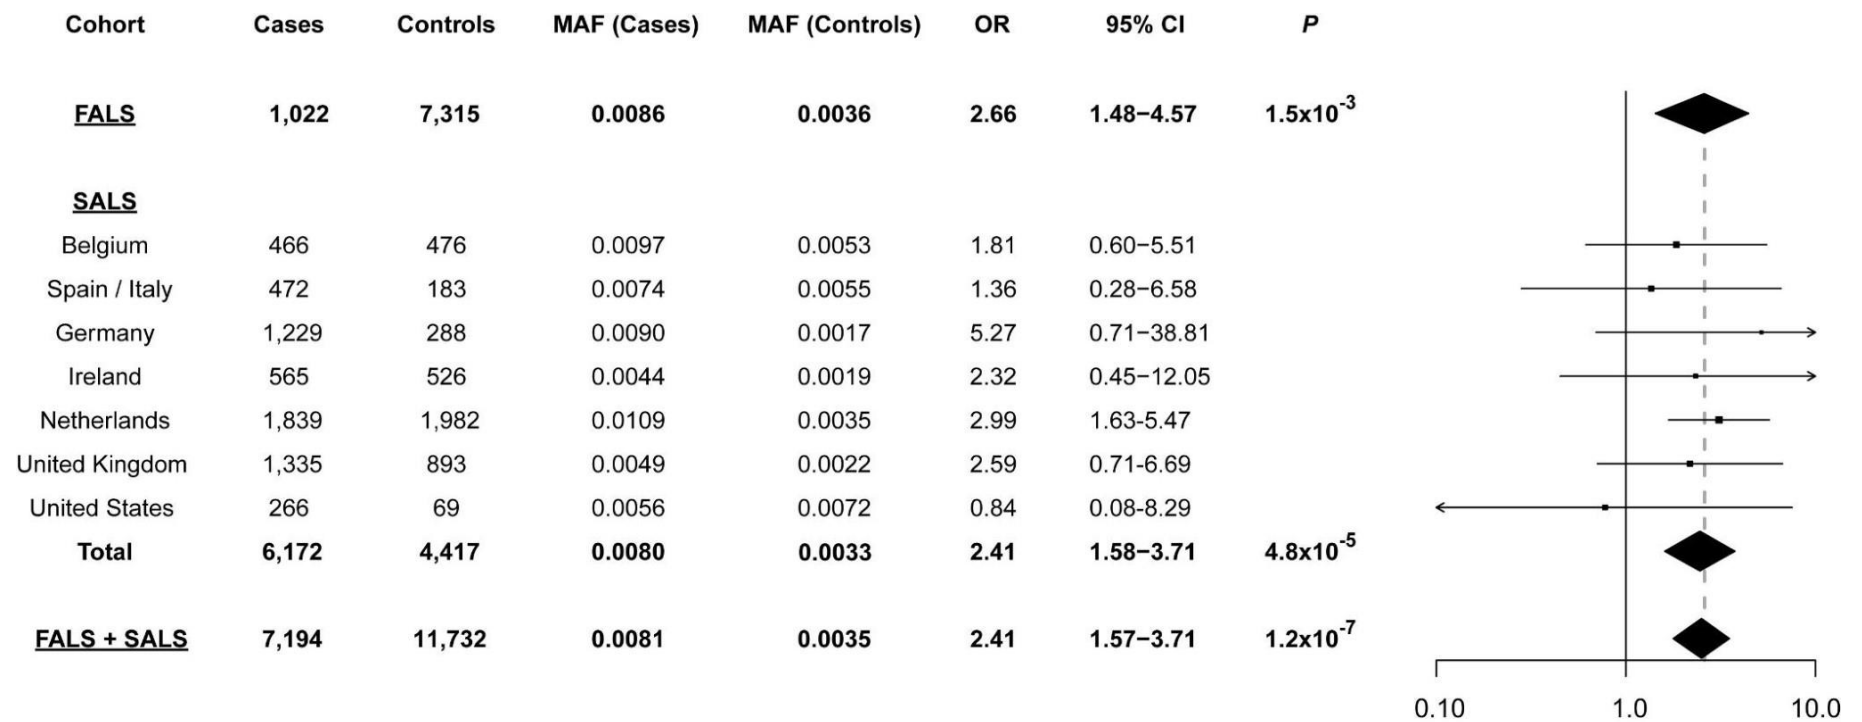 Cohort Cases Controls MAF (Cases) MAF (Controls) OR 95% CI P
FALS 1,022 7,315 0.0086 0.0036 2.66 1.48−4.57 1.5x10-3
SALS
Belgium 466 476 0.0097 0.0053 1.81 0.60−5.51
Spain / Italy 472 183 0.0074 0.0055 1.36 0.28−6.58
Germany 1,229 288 0.0090 0.0017 5.27 0.71−38.81
Ireland 565 526 0.0044 0.0019 2.32 0.45−12.05
Netherlands 1,839 1,982 0.0109 0.0035 2.99 1.63-5.47
United Kingdom 1,335 893 0.0049 0.0022 2.59 0.71-6.69
United States 266 69 0.0056 0.0072 0.84 0.08-8.29
Total 6,172 4,417 0.0080 0.0033 2.41 1.58−3.71 4.8x10-5
FALS + SALS 7,194 11,732 0.0081 0.0035 2.41 1.57−3.71 1.2x10-7
0.10 1.0 10.0